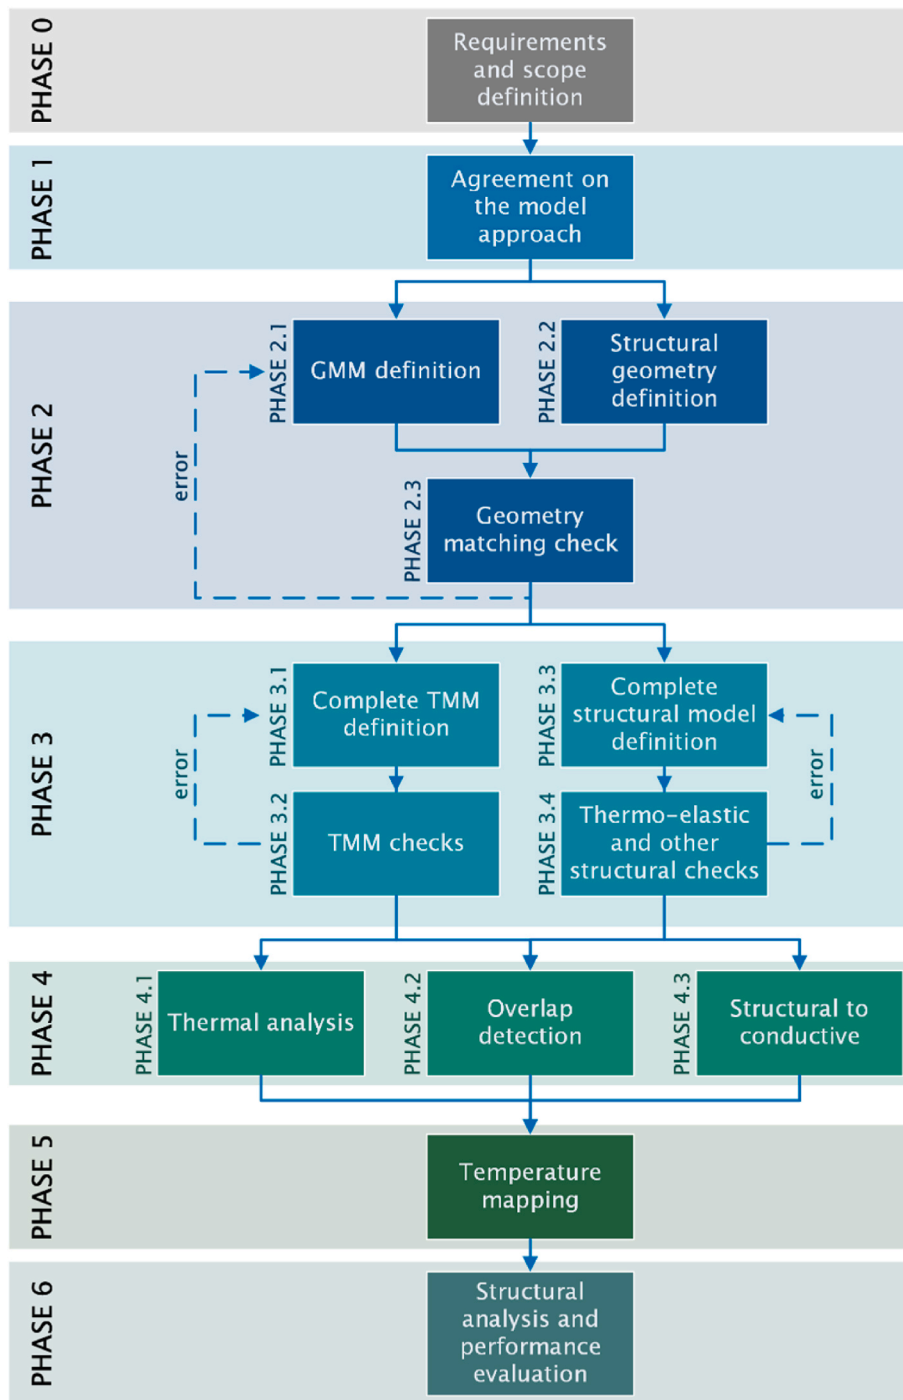 PHASE 0
Requirements
and scope
definition
PHASE 1
Agreement on
the model
approach
PHASE 2
PHASE 2.1
GMM definition
PHASE 2.2
Structural
geometry
definition
error
PHASE 2.3
Geometry
matching check
PHASE 3
PHASE 3.1
Complete TMM
definition
PHASE 3.3
Complete
structural model
definition
error
error
PHASE 3.2
TMM checks
PHASE 3.4
Thermo-elastic
and other
structural checks
PHASE 4
PHASE 4.1
Thermal analysis
PHASE 4.2
Overlap
detection
PHASE 4.3
Structural to
conductive
PHASE 5
Temperature
mapping
PHASE 6
Structural
analysis and
performance
evaluation